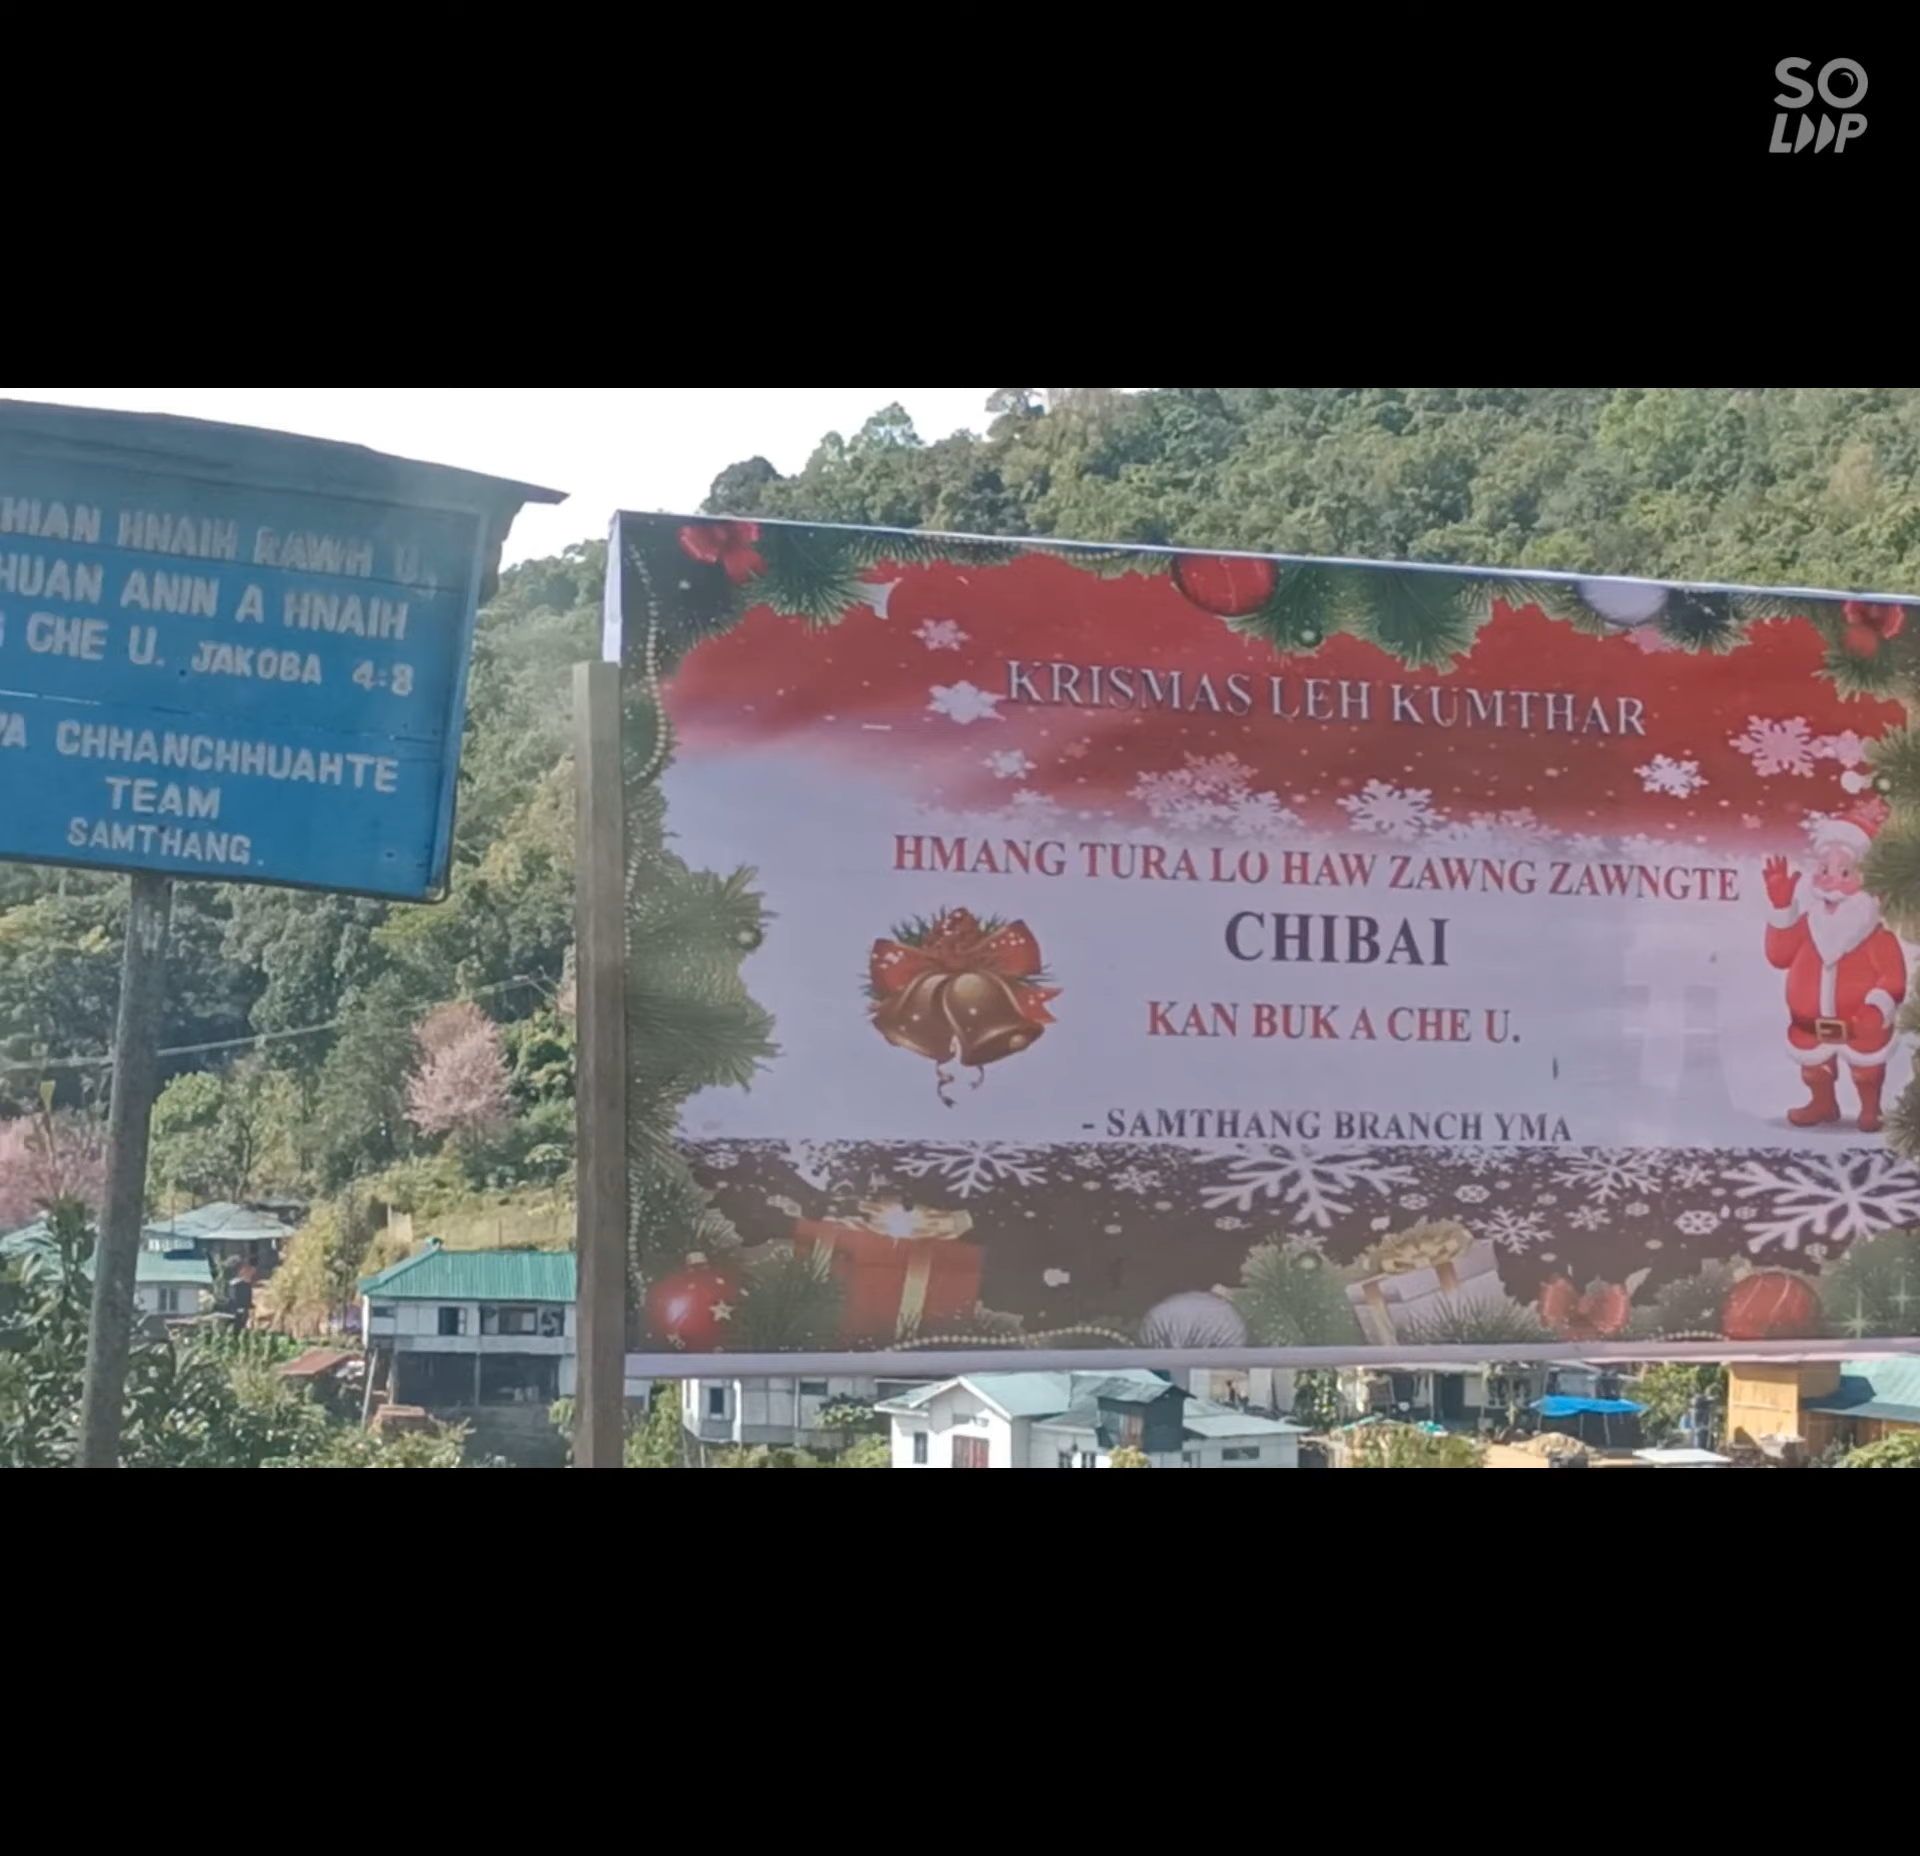 HIAN HNAIH RAWH U,
HUAN ANIN A HNAIH
CHE U. JAKOBA 4:8
VA CHHANCHHUAHTE
TEAM
SAMTHANG.
KRISMAS LEH KUMTHAR
HMANG TURA LO HAW ZAWNG ZAWNGTE
CHIBAI
KAN BUK A CHE U.
- SAMTHANG BRANCH YMA
SO
LOOP